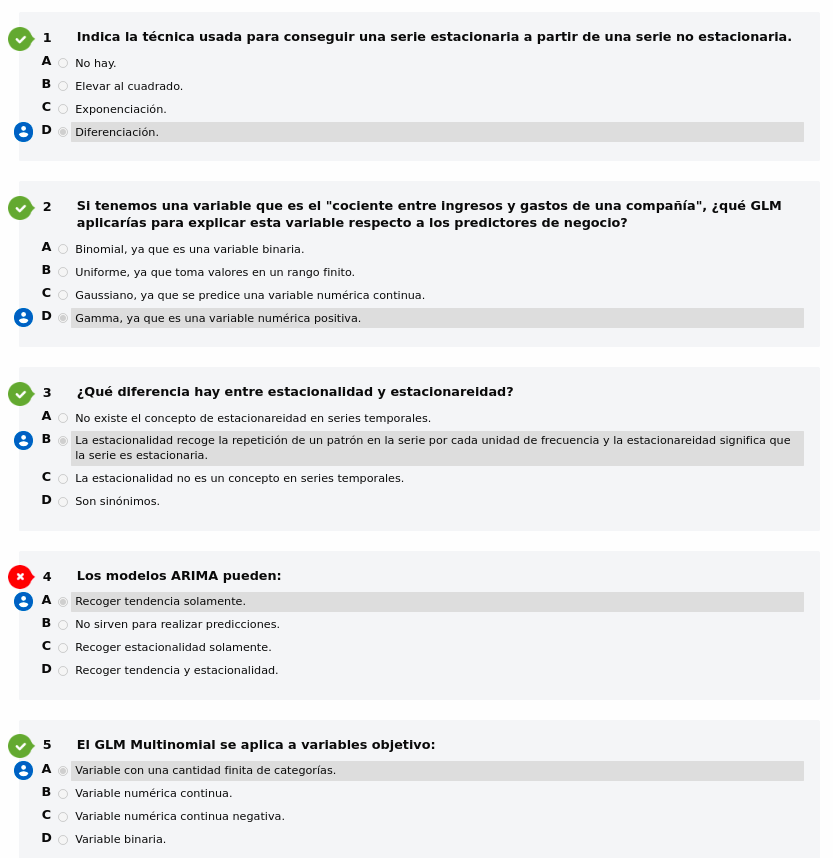 1 Indica la técnica usada para conseguir una serie estacionaria a partir de una serie no estacionaria.
A No hay.
B Elevar al cuadrado.
C Exponenciación.
D Diferenciación.
2 Si tenemos una variable que es el "cociente entre ingresos y gastos de una compañía", ¿qué GLM
aplicarías para explicar esta variable respecto a los predictores de negocio?
A Binomial, ya que es una variable binaria.
B Uniforme, ya que toma valores en un rango finito.
C Gaussiano, ya que se predice una variable numérica continua.
D Gamma, ya que es una variable numérica positiva.
3 ¿Qué diferencia hay entre estacionalidad y estacionareidad?
A No existe el concepto de estacionareidad en series temporales.
B La estacionalidad recoge la repetición de un patrón en la serie por cada unidad de frecuencia y la estacionareidad significa que
la serie es estacionaria.
C La estacionalidad no es un concepto en series temporales.
D Son sinónimos.
4 Los modelos ARIMA pueden:
A Recoger tendencia solamente.
B No sirven para realizar predicciones.
C Recoger estacionalidad solamente.
D Recoger tendencia y estacionalidad.
5 El GLM Multinomial se aplica a variables objetivo:
A Variable con una cantidad finita de categorías.
B Variable numérica continua.
C Variable numérica continua negativa.
D Variable binaria.